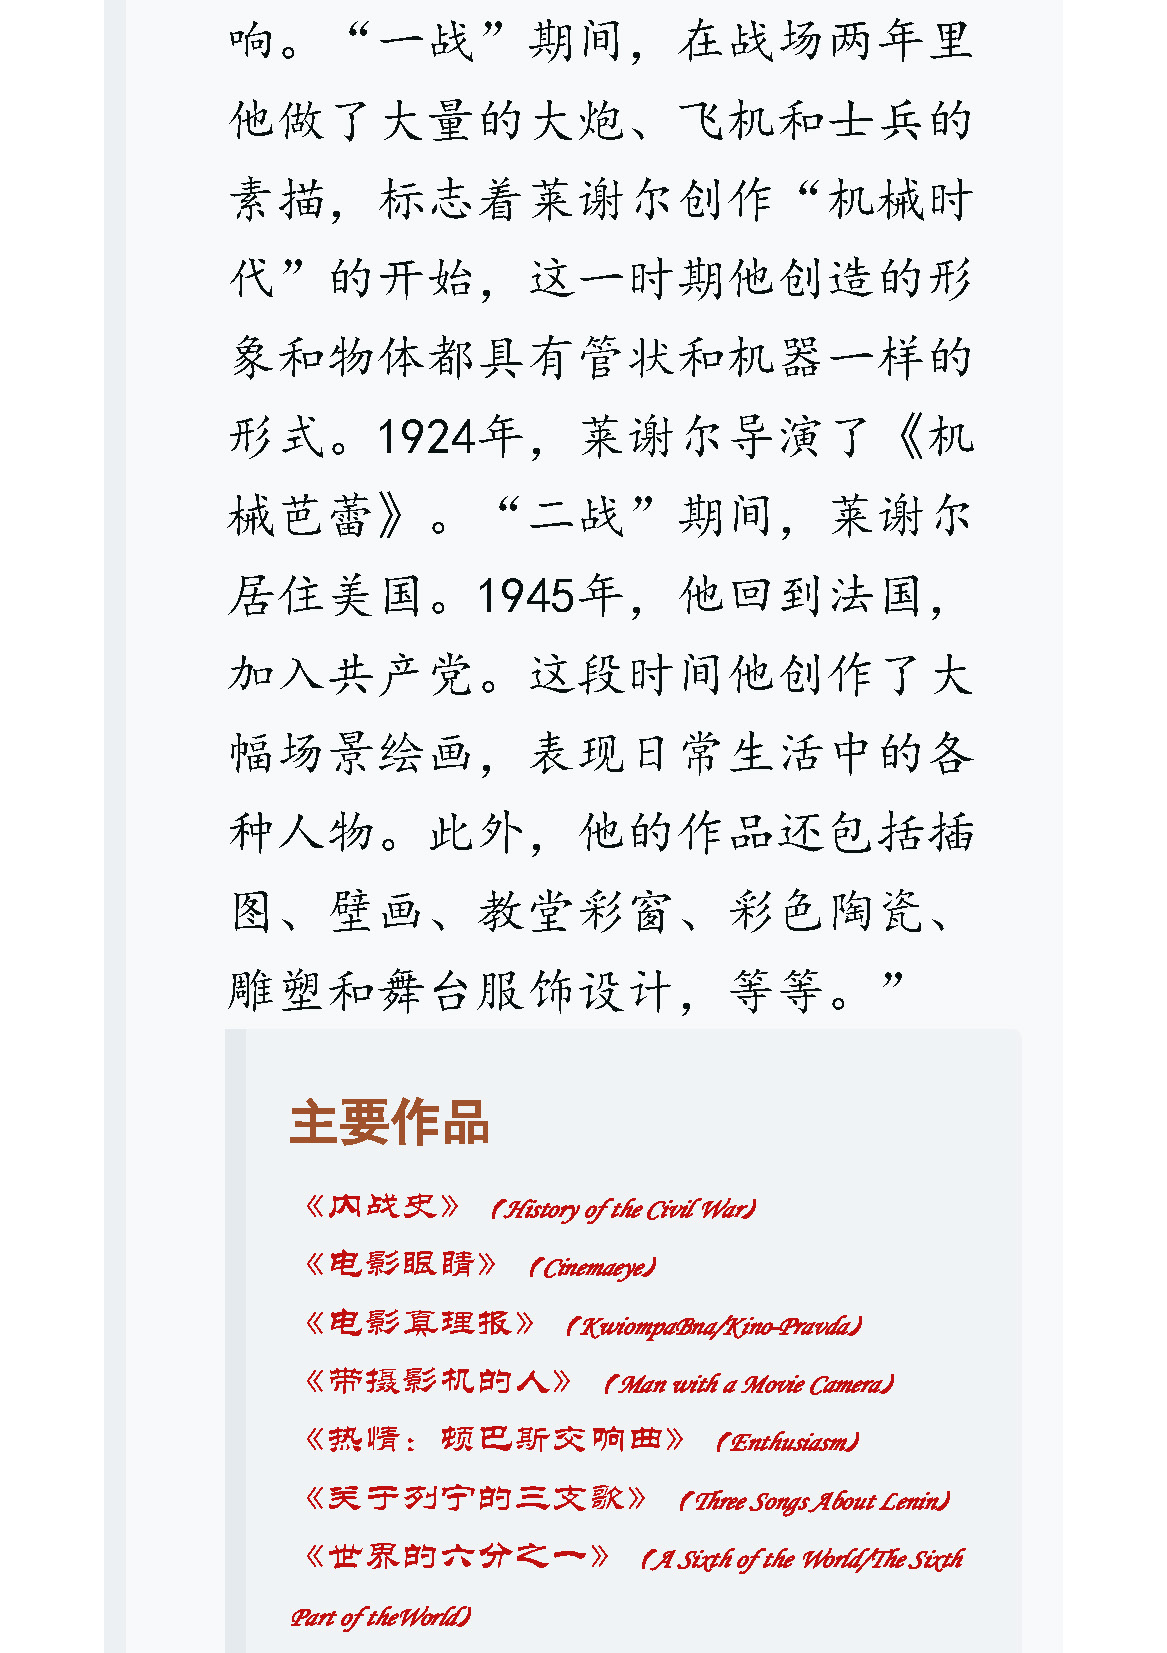 响。“一战”期间，在战场两年里
他做了大量的大炮、飞机和士兵的
素描，标志着莱谢尔创作“机械时
代”的开始，这一时期他创造的形
象和物体都具有管状和机器一样的
形式。1924年，莱谢尔导演了《机
械芭蕾》。“二战”期间，莱谢尔
居住美国。1945年，他回到法国，
加入共产党。这段时间他创作了大
幅场景绘画，表现日常生活中的各
种人物。此外，他的作品还包括插
图、壁画、教堂彩窗、彩色陶瓷、
雕塑和舞台服饰设计，等等。”
主要作品
《内战史》（History of the Civil War）
《电影眼睛》（Cinemaeye）
《电影真理报》（KwiompaBna/Kino-Pravda）
《带摄影机的人》（Man with a Movie Camera）
《热情：顿巴斯交响曲》（Enthusiasm）
《关于列宁的三支歌》（Three Songs About Lenin）
《世界的六分之一》（A Sixth of the World/The Sixth
Part of theWorld）